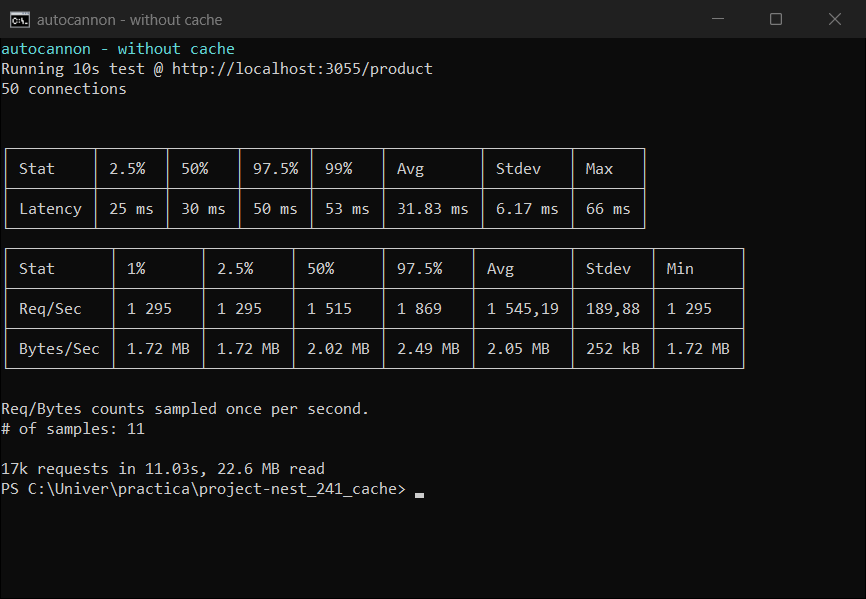 autocannon - without cache
autocannon - without cache
Running 10s test @ http://localhost:3055/product
50 connections
Stat 2.5% 50% 97.5% 99% Avg Stdev Max
Latency 25 ms 30 ms 50 ms 53 ms 31.83 ms 6.17 ms 66 ms
Stat 1% 2.5% 50% 97.5% Avg Stdev Min
Req/Sec 1 295 1 295 1 515 1 869 1 545,19 189,88 1 295
Bytes/Sec 1.72 MB 1.72 MB 2.02 MB 2.49 MB 2.05 MB 252 kB 1.72 MB
Req/Bytes counts sampled once per second.
# of samples: 11
17k requests in 11.03s, 22.6 MB read
PS C:\Univer\practica\project-nest_241_cache>